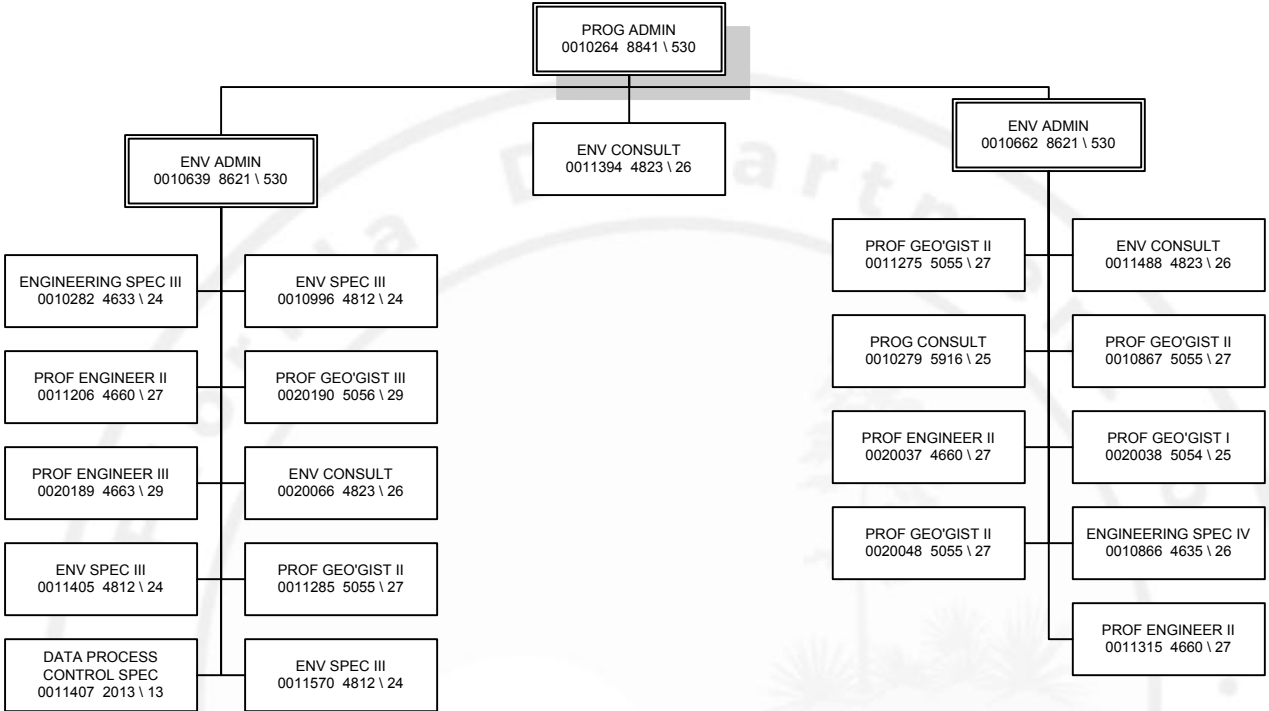 PROG ADMIN
0010264 8841 \ 530
ENV ADMIN
0010639 8621 \ 530
ENV CONSULT
0011394 4823 \ 26
ENV ADMIN
0010662 8621 \ 530
ENGINEERING SPEC III
0010282 4633 \ 24
ENV SPEC III
0010996 4812 \ 24
PROF ENGINEER II
0011206 4660 \ 27
PROF GEO'GIST III
0020190 5056 \ 29
PROF ENGINEER III
0020189 4663 \ 29
ENV CONSULT
0020066 4823 \ 26
ENV SPEC III
0011405 4812 \ 24
PROF GEO'GIST II
0011285 5055 \ 27
DATA PROCESS
CONTROL SPEC
0011407 2013 \ 13
ENV SPEC III
0011570 4812 \ 24
PROF GEO'GIST II
0011275 5055 \ 27
ENV CONSULT
0011488 4823 \ 26
PROG CONSULT
0010279 5916 \ 25
PROF GEO'GIST II
0010867 5055 \ 27
PROF ENGINEER II
0020037 4660 \ 27
PROF GEO'GIST I
0020038 5054 \ 25
PROF GEO'GIST II
0020048 5055 \ 27
ENGINEERING SPEC IV
0010866 4635 \ 26
PROF ENGINEER II
0011315 4660 \ 27